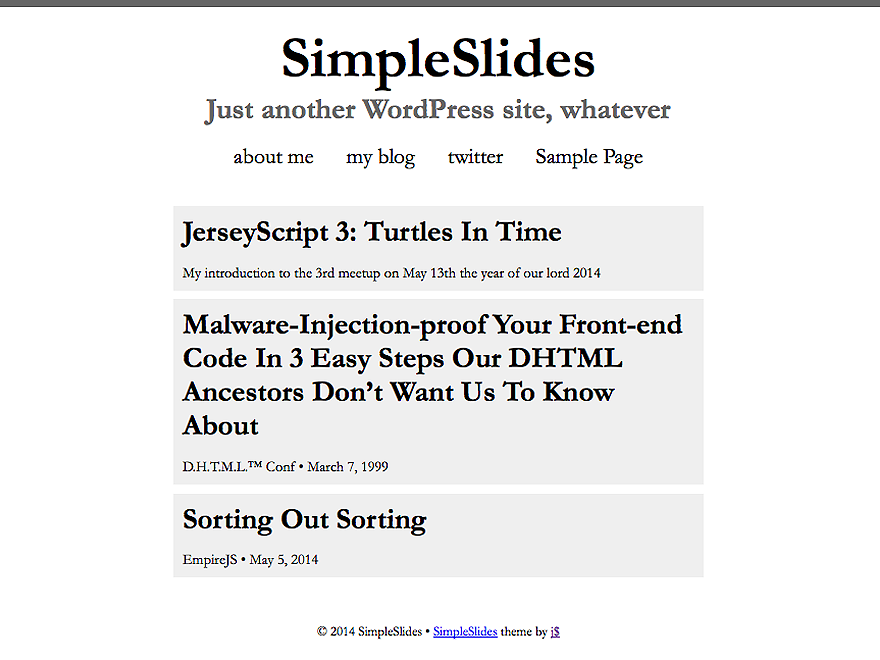 SimpleSlides
Just another WordPress site, whatever
about me my blog twitter Sample Page
JerseyScript 3: Turtles In Time
My introduction to the 3rd meetup on May 13th the year of our lord 2014
Malware-Injection-proof Your Front-end
Code In 3 Easy Steps Our DHTML
Ancestors Don’t Want Us To Know
About
D.H.T.M.L.™ Conf • March 7, 1999
Sorting Out Sorting
EmpireJS • May 5, 2014
© 2014 SimpleSlides • SimpleSlides theme by j$